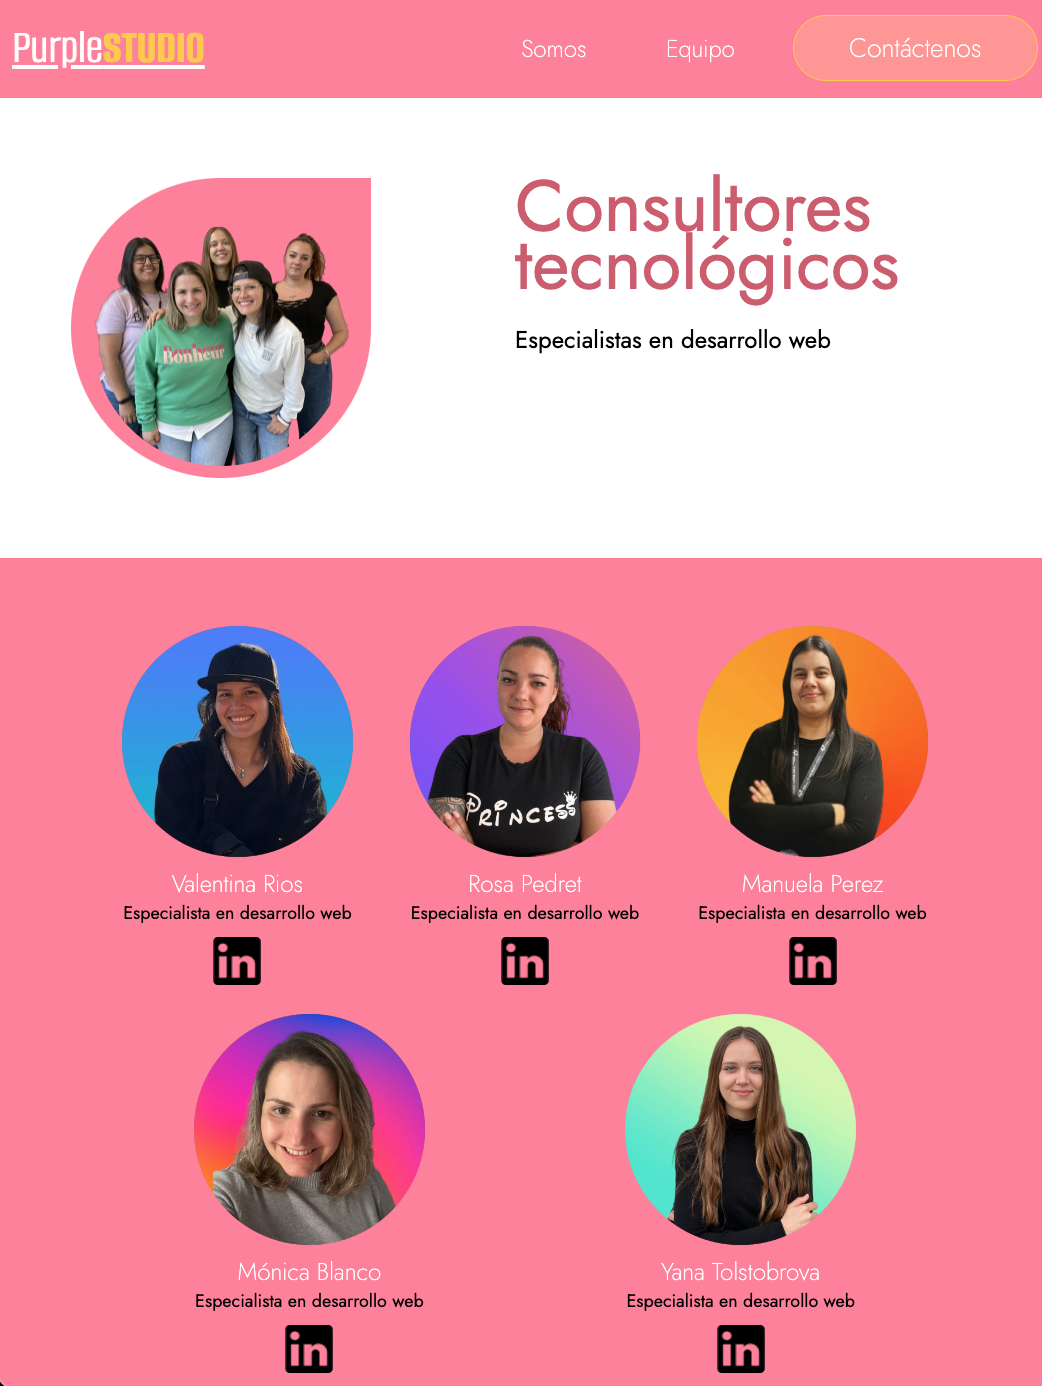 PurpleSTUDIO
Somos
Equipo
Contáctenos
Consultores
tecnológicos
Especialistas en desarrollo web
Bonheur
PRINCESS
Valentina Rios
Rosa Pedret
Manuela Perez
Especialista en desarrollo web
Especialista en desarrollo web
Especialista en desarrollo web
in
in
in
Mónica Blanco
Yana Tolstobrova
Especialista en desarrollo web
Especialista en desarrollo web
in
in